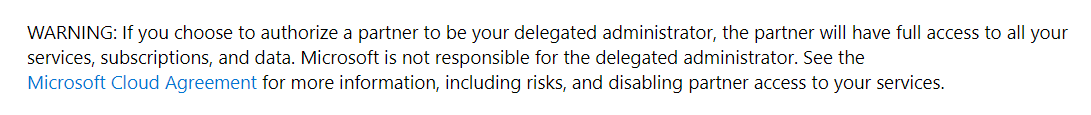 WARNING: If you choose to authorize a partner to be your delegated administrator, the partner will have full access to all your
services, subscriptions, and data. Microsoft is not responsible for the delegated administrator. See the
Microsoft Cloud Agreement for more information, including risks, and disabling partner access to your services.